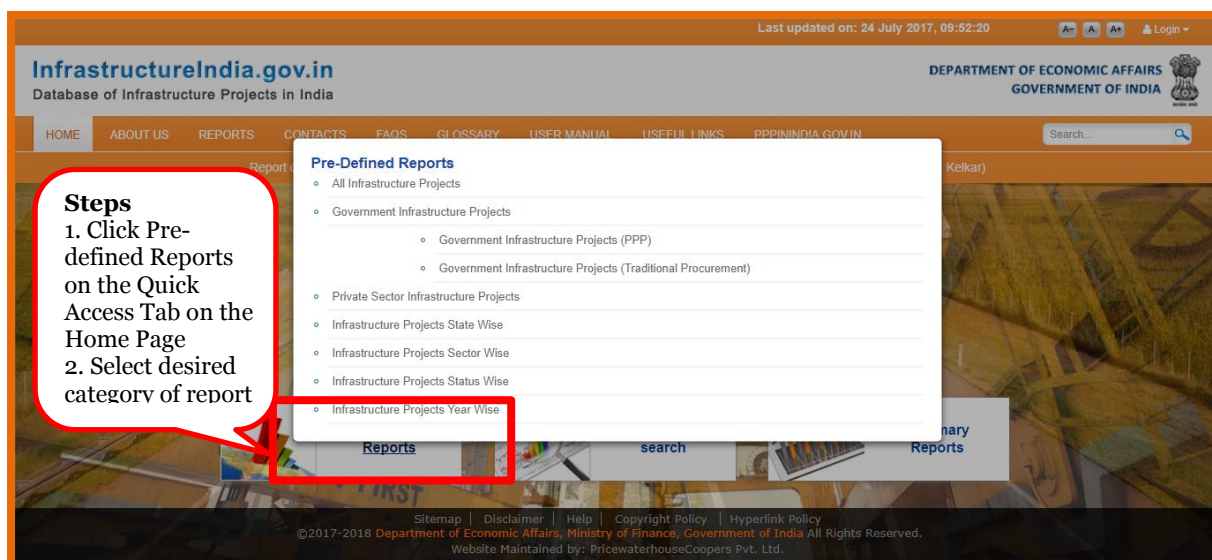 Last updated on: 24 July 2017, 09:52:20 A- A A+ Login
InfrastructureIndia.gov.in
Database of Infrastructure Projects in India
DEPARTMENT OF ECONOMIC AFFAIRS
GOVERNMENT OF INDIA
HOME ABOUT US REPORTS CONTACTS FAQS GLOSSARY USER MANUAL USEFUL LINKS PPPININDIA.GOV.IN Search...
Report Kelkar)
Pre-Defined Reports
All Infrastructure Projects
Government Infrastructure Projects
Government Infrastructure Projects (PPP)
Government Infrastructure Projects (Traditional Procurement)
Private Sector Infrastructure Projects
Infrastructure Projects State Wise
Infrastructure Projects Sector Wise
Infrastructure Projects Status Wise
Infrastructure Projects Year Wise
Steps
1. Click Pre-
defined Reports
on the Quick
Access Tab on the
Home Page
2. Select desired
category of report
Reports
search
Reports
FIRST
Sitemap | Disclaimer | Help | Copyright Policy | Hyperlink Policy
©2017-2018 Department of Economic Affairs, Ministry of Finance, Government of India All Rights Reserved.
Website Maintained by: PricewaterhouseCoopers Pvt. Ltd.